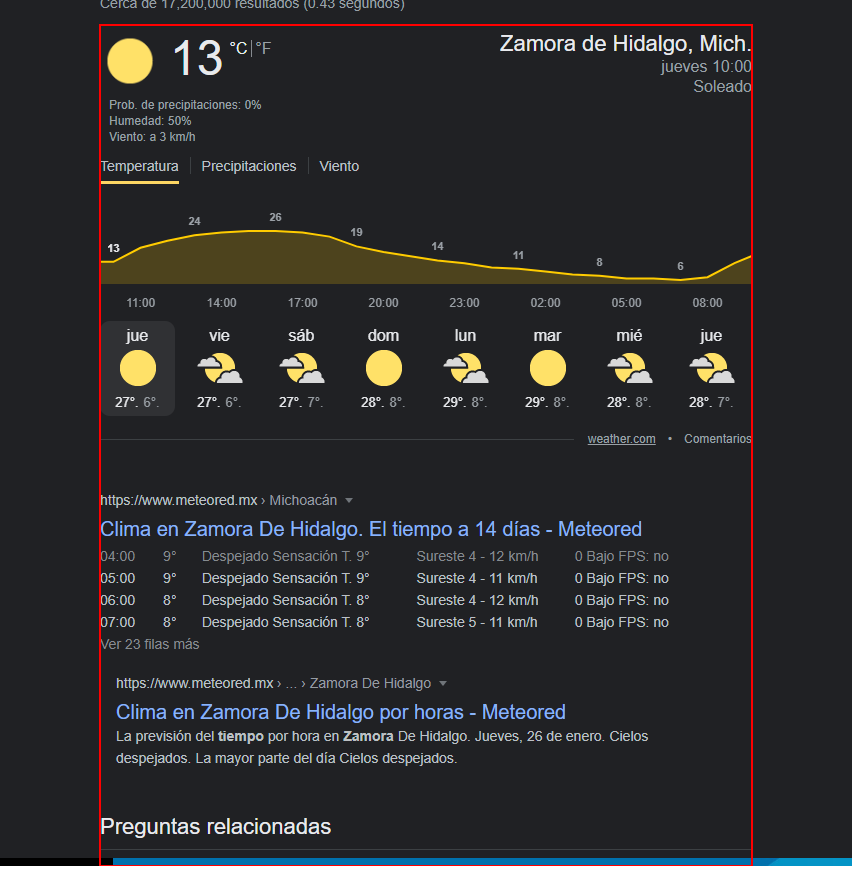 Cerca de 17,200,000 resultados (0.43 segundos)
13 °C | °F
Zamora de Hidalgo, Mich.
jueves 10:00
Soleado
Prob. de precipitaciones: 0%
Humedad: 50%
Viento: a 3 km/h
Temperatura | Precipitaciones | Viento
13 24 26 19 14 11 8 6
11:00 14:00 17:00 20:00 23:00 02:00 05:00 08:00
jue vie sáb dom lun mar mié jue
27°. 6°. 27°. 6°. 27°. 7°. 28°. 8°. 29°. 8°. 29°. 8°. 28°. 8°. 28°. 7°.
weather.com • Comentarios
https://www.meteored.mx › Michoacán
Clima en Zamora De Hidalgo. El tiempo a 14 días - Meteored
04:00 9° Despejado Sensación T. 9° Sureste 4 - 12 km/h 0 Bajo FPS: no
05:00 9° Despejado Sensación T. 9° Sureste 4 - 11 km/h 0 Bajo FPS: no
06:00 8° Despejado Sensación T. 8° Sureste 4 - 12 km/h 0 Bajo FPS: no
07:00 8° Despejado Sensación T. 8° Sureste 5 - 11 km/h 0 Bajo FPS: no
Ver 23 filas más
https://www.meteored.mx › ... › Zamora De Hidalgo
Clima en Zamora De Hidalgo por horas - Meteored
La previsión del tiempo por hora en Zamora De Hidalgo. Jueves, 26 de enero. Cielos
despejados. La mayor parte del día Cielos despejados.
Preguntas relacionadas